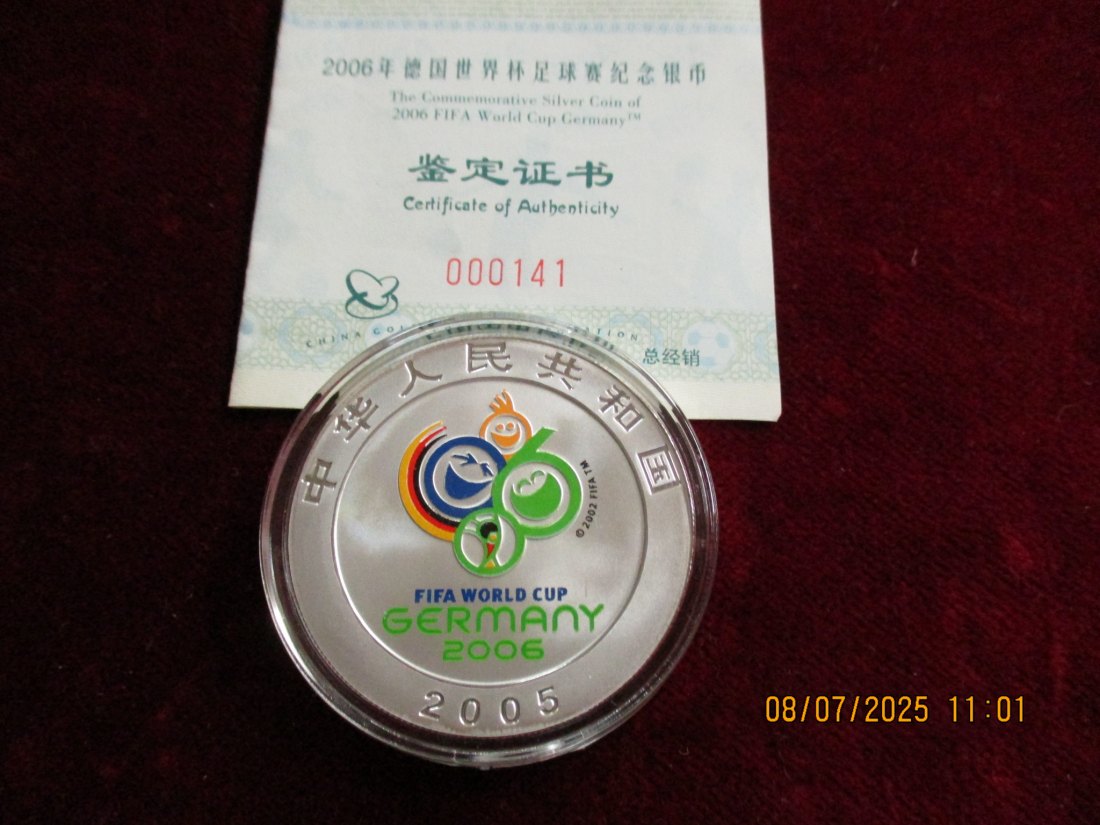 2006年德国世界杯足球赛纪念银币
The Commemorative Silver Coin of
2006 FIFA World Cup Germany™
鉴定证书
Certificate of Authenticity
000141
CHINA
总经销
中华人民共和国
© 2002 FIFA TM
FIFA WORLD CUP
GERMANY
2006
2005
08/07/2025 11:01